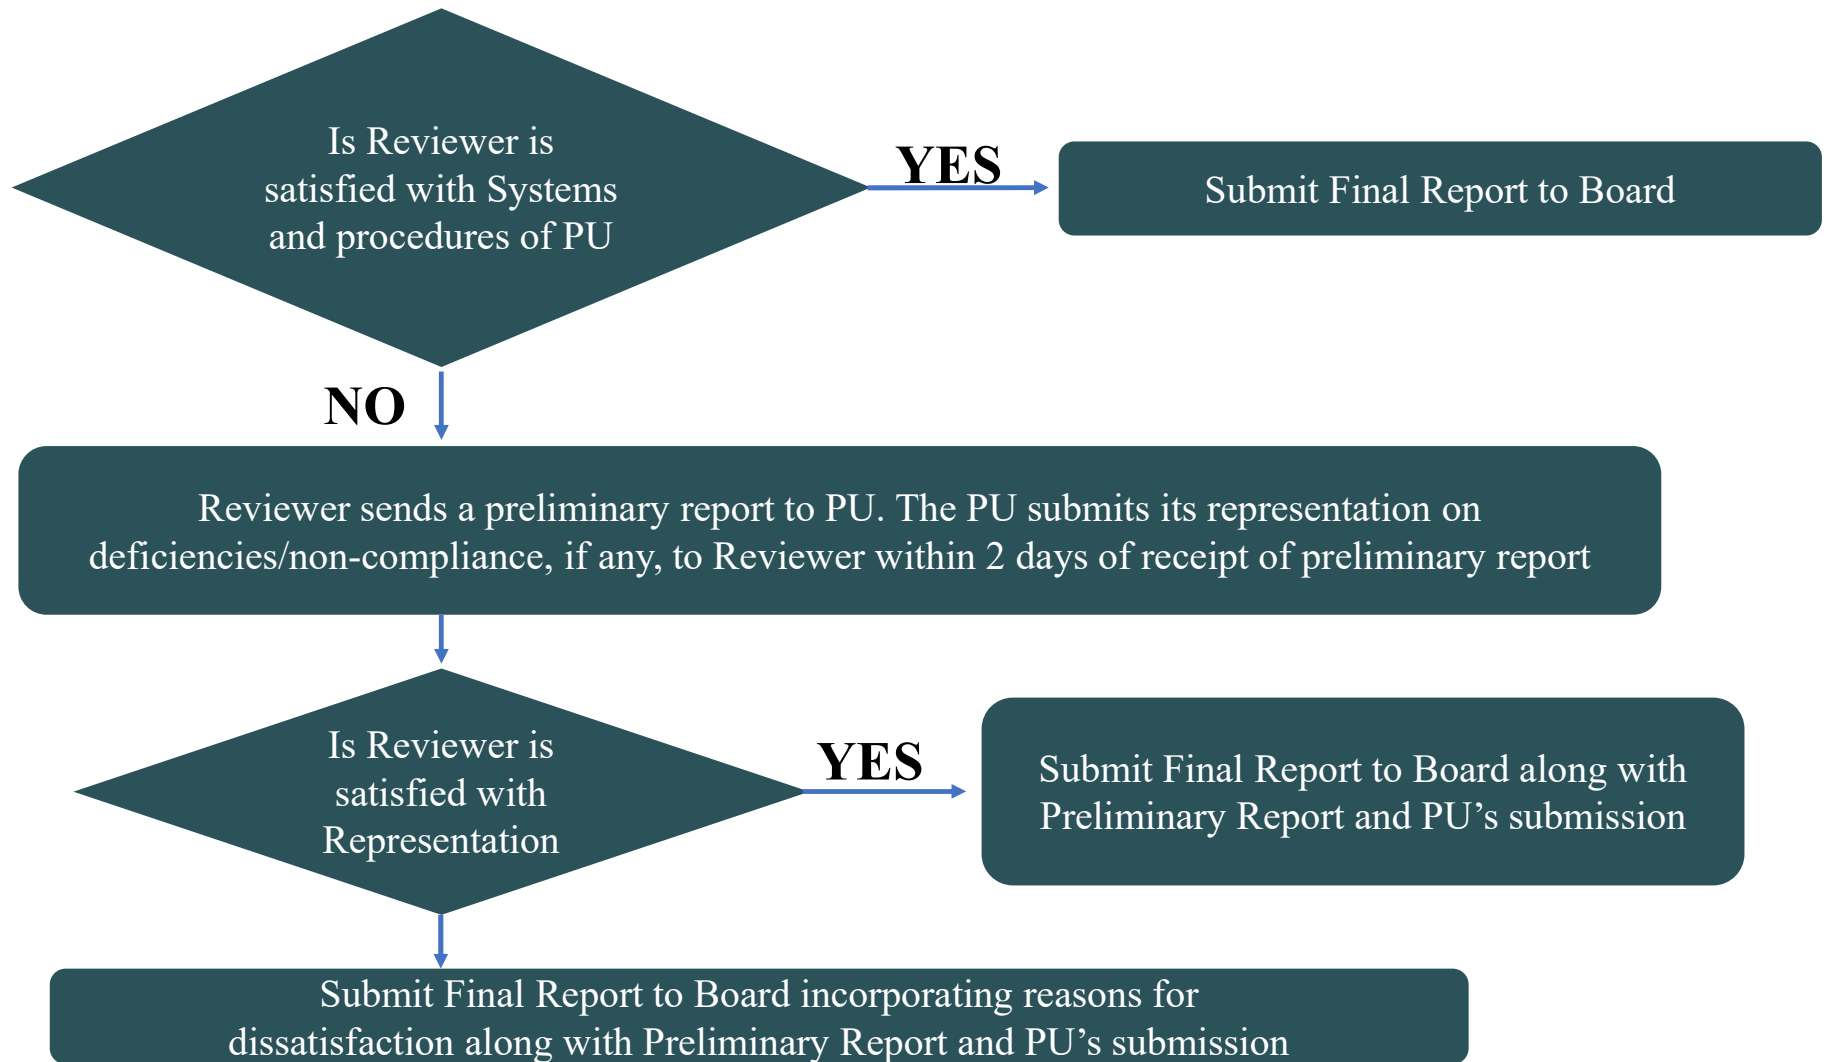 Is Reviewer is
satisfied with Systems
and procedures of PU
YES
Submit Final Report to Board
NO
Reviewer sends a preliminary report to PU. The PU submits its representation on
deficiencies/non-compliance, if any, to Reviewer within 2 days of receipt of preliminary report
Is Reviewer is
satisfied with
Representation
YES
Submit Final Report to Board along with
Preliminary Report and PU’s submission
Submit Final Report to Board incorporating reasons for
dissatisfaction along with Preliminary Report and PU’s submission